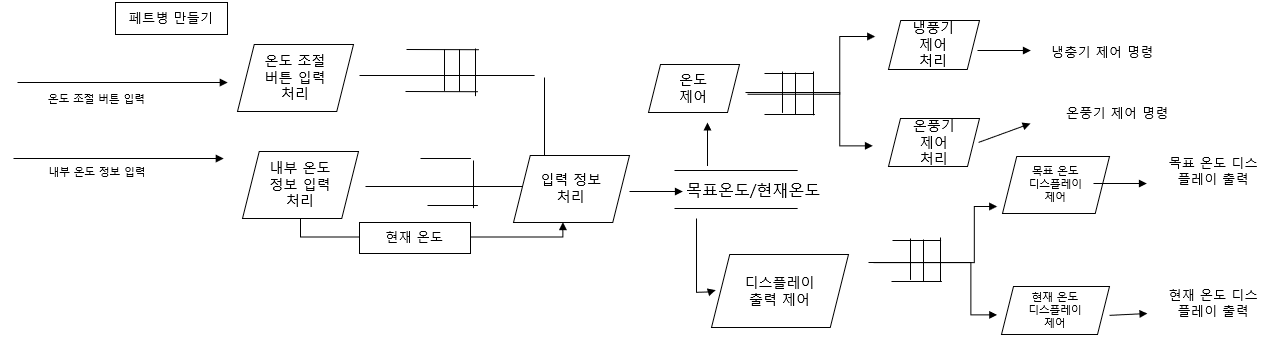 페트병 만들기
온도 조절
버튼 입력
처리
온도 조절 버튼 입력
내부 온도
정보 입력
처리
내부 온도 정보 입력
현재 온도
입력 정보
처리
온도
제어
목표온도/현재온도
디스플레이
출력 제어
냉풍기
제어
처리
냉충기 제어 명령
온풍기
제어
처리
온풍기 제어 명령
목표 온도
디스플레이
제어
목표 온도 디스
플레이 출력
현재 온도
디스플레이
제어
현재 온도 디스
플레이 출력